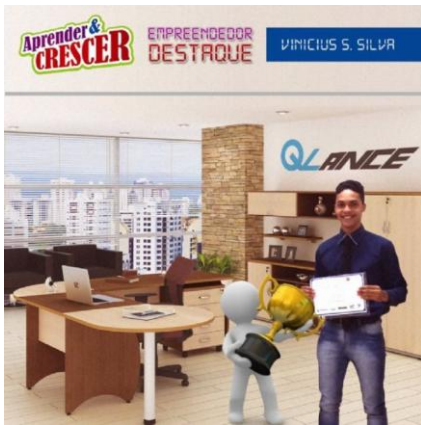 Aprender &
CRESCER
EMPREENDEDOR
DESTAQUE
VINICIUS S. SILVA
QLANCE